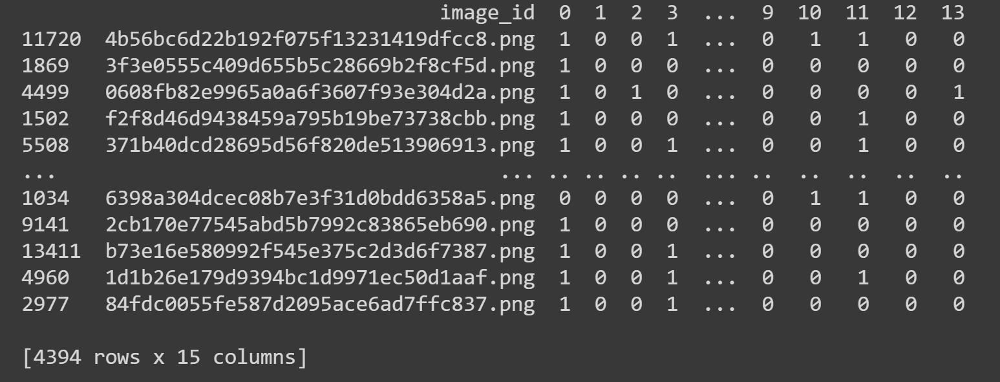 image_id 0 1 2 3 ... 9 10 11 12 13
11720 4b56bc6d22b192f075f13231419dfcc8.png 1 0 0 1 ... 0 1 1 0 0
1869 3f3e0555c409d655b5c28669b2f8cf5d.png 1 0 0 0 ... 0 0 0 0 0
4499 0608fb82e9965a0a6f3607f93e304d2a.png 1 0 1 0 ... 0 0 0 0 1
1502 f2f8d46d9438459a795b19be73738cbb.png 1 0 0 0 ... 0 0 1 0 0
5508 371b40dcd28695d56f820de513906913.png 1 0 0 1 ... 0 0 1 0 0
... ... .. .. .. .. ... .. .. .. .. ..
1034 6398a304dcec08b7e3f31d0bdd6358a5.png 0 0 0 0 ... 0 1 1 0 0
9141 2cb170e77545abd5b7992c83865eb690.png 1 0 0 0 ... 0 0 0 0 0
13411 b73e16e580992f545e375c2d3d6f7387.png 1 0 0 1 ... 0 0 0 0 0
4960 1d1b26e179d9394bc1d9971ec50d1aaf.png 1 0 0 1 ... 0 0 1 0 0
2977 84fdc0055fe587d2095ace6ad7ffc837.png 1 0 0 1 ... 0 0 0 0 0
[4394 rows x 15 columns]